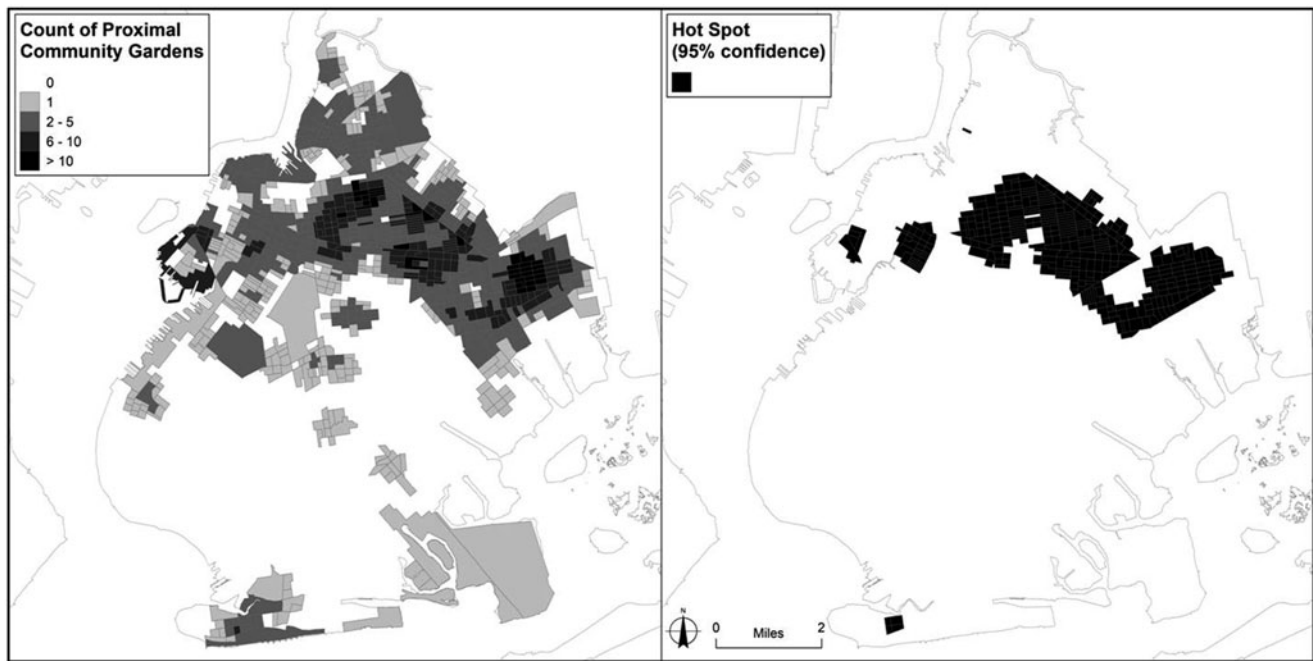 Count of Proximal
Community Gardens
0
1
2 - 5
6 - 10
> 10
Hot Spot
(95% confidence)
N
0 Miles 2